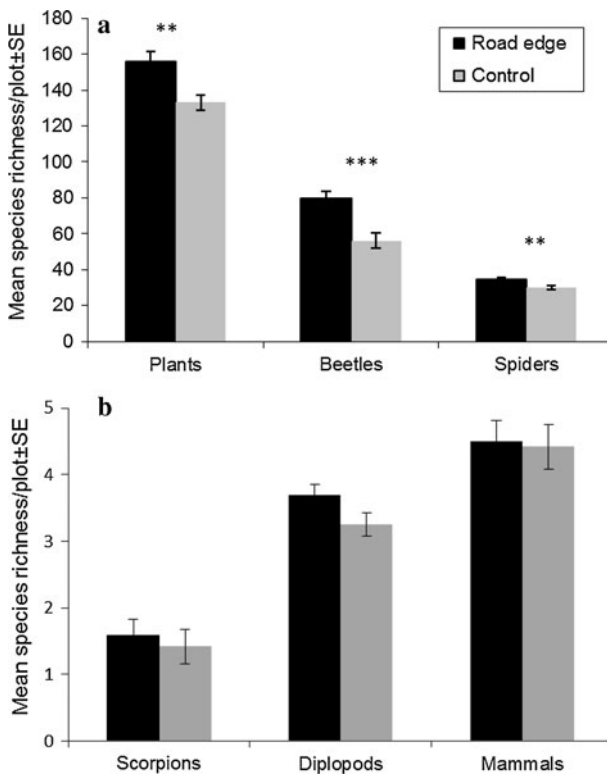 a
**
***
**
Road edge
Control
Mean species richness/plot±SE
180
160
140
120
100
80
60
40
20
0
Plants Beetles Spiders
b
Mean species richness/plot±SE
5
4
3
2
1
0
Scorpions Diplopods Mammals